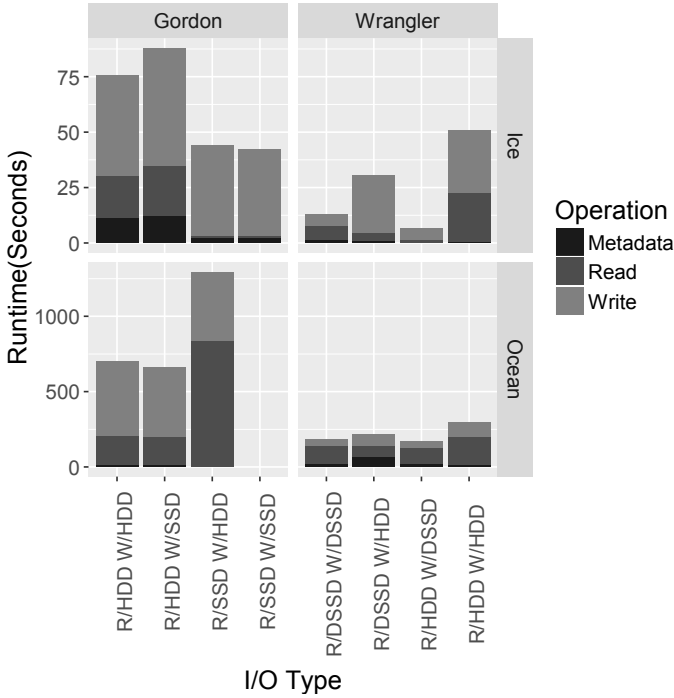 Gordon
Wrangler
75
50
25
0
Ice
1000
500
0
Ocean
Runtime(Seconds)
Operation
Metadata
Read
Write
R/HDD W/HDD
R/HDD W/SSD
R/SSD W/HDD
R/SSD W/SSD
R/DSSD W/DSSD
R/DSSD W/HDD
R/HDD W/DSSD
R/HDD W/HDD
I/O Type